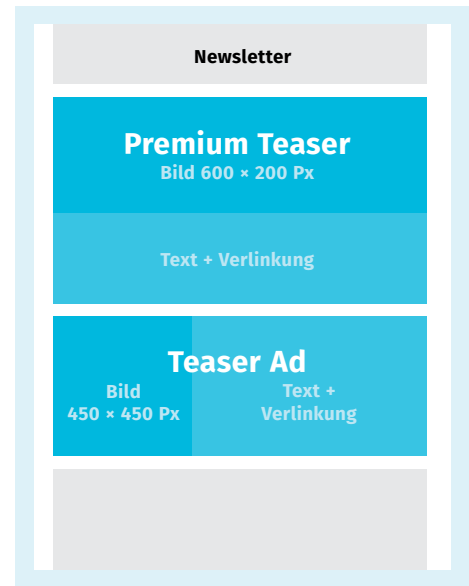 Newsletter
Premium Teaser
Bild 600 × 200 Px
Text + Verlinkung
Teaser Ad
Bild
450 × 450 Px
Text +
Verlinkung